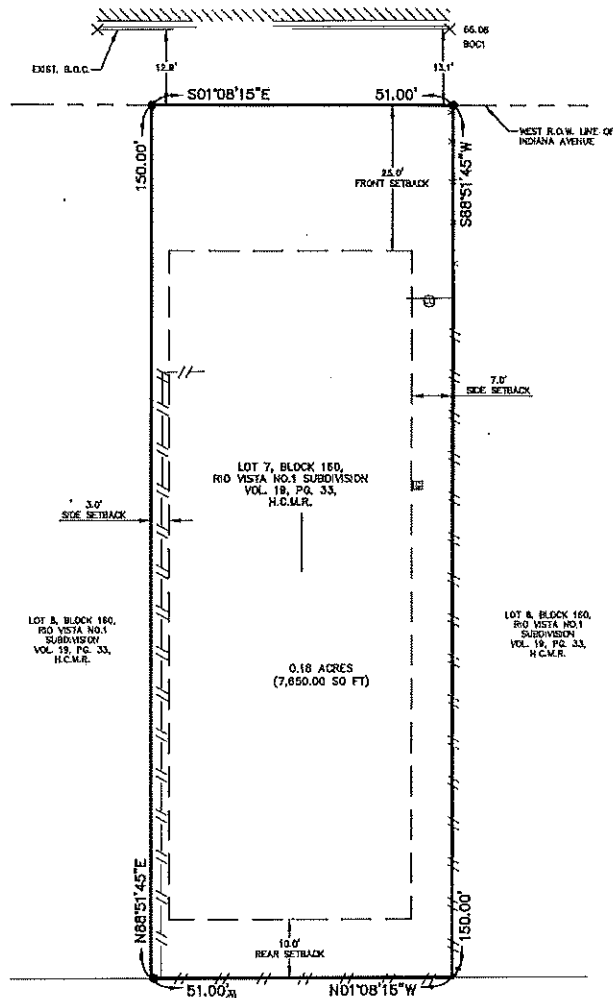 66.06
BOC1
EXIST. B.O.C.
12.9'
13.1'
S01°08'15"E
51.00'
WEST R.O.W. LINE OF
INDIANA AVENUE
150.00'
S88°51'45"W
25.0'
FRONT SETBACK
7.0'
SIDE SETBACK
LOT 7, BLOCK 160,
RIO VISTA NO.1 SUBDIVISION
VOL. 19, PG. 33,
H.C.M.R.
3.0'
SIDE SETBACK
LOT 8, BLOCK 160,
RIO VISTA NO.1
SUBDIVISION
VOL. 19, PG. 33,
H.C.M.R.
LOT 6, BLOCK 160,
RIO VISTA NO.1
SUBDIVISION
VOL. 19, PG. 33,
H.C.M.R.
0.18 ACRES
(7,650.00 SQ FT)
N88°51'45"E
150.00'
10.0'
REAR SETBACK
51.00'
N01°08'15"W